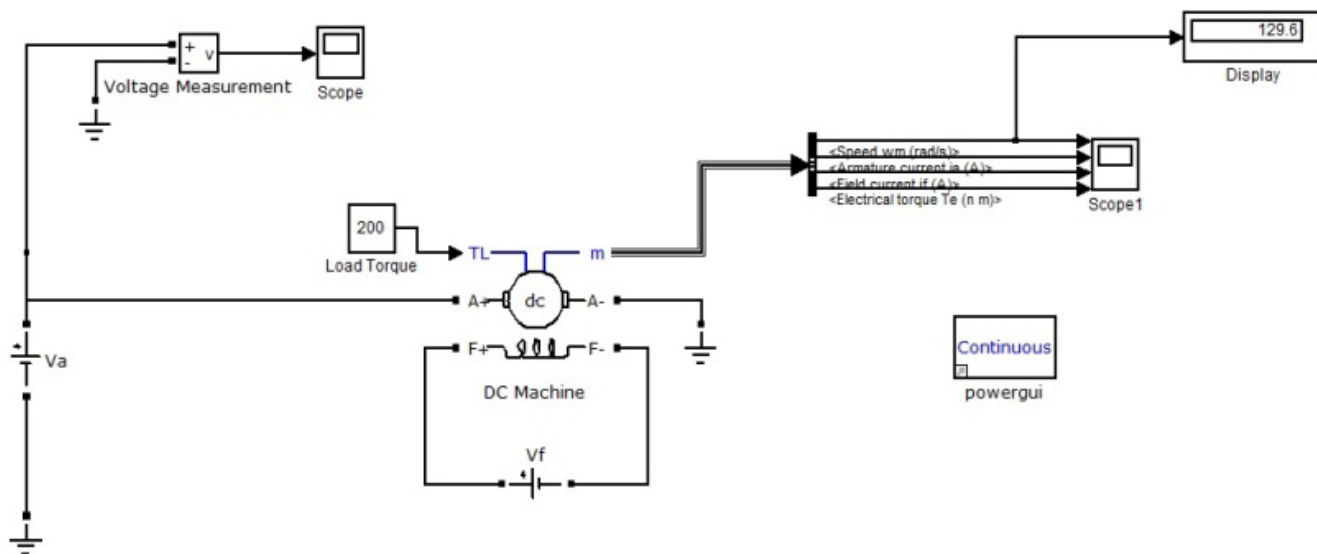 129.6
Display
+
-
v
Voltage Measurement
Scope
<Speed wm (rad/s)>
<Armature current ia (A)>
<Field current if (A)>
<Electrical torque Te (n m)>
Scope1
200
Load Torque
TL
m
A+
dc
A-
Va
F+
F-
DC Machine
Continuous
powergui
Vf